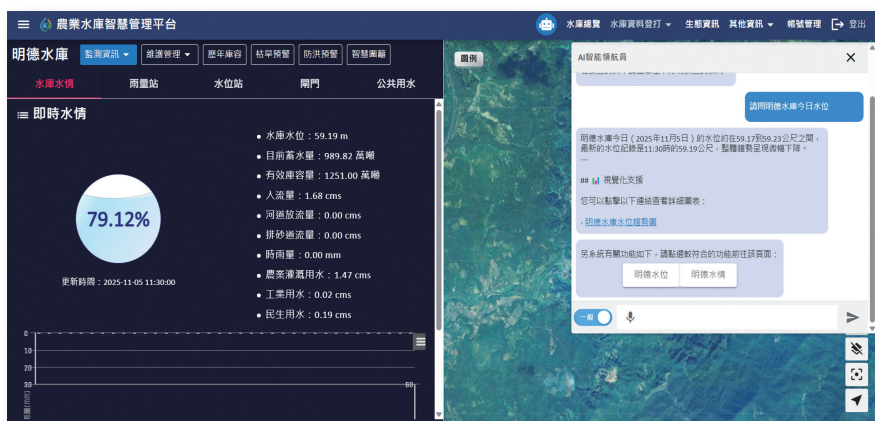 農業水庫智慧管理平台
水庫總覽 水庫資料登打 生態資訊 其他資訊 帳號管理 登出
明德水庫 監測資訊 維護管理 歷年庫容 枯旱預警 防洪預警 智慧圍籬
水庫水情 雨量站 水位站 閘門 公共用水
即時水情
79.12%
更新時間：2025-11-05 11:30:00
• 水庫水位：59.19 m
• 目前蓄水量：989.82 萬噸
• 有效庫容量：1251.00 萬噸
• 入流量：1.68 cms
• 河道放流量：0.00 cms
• 排砂道流量：0.00 cms
• 時雨量：0.00 mm
• 農業灌溉用水：1.47 cms
• 工業用水：0.02 cms
• 民生用水：0.19 cms
0
10
20
30
60
圖例
AI智能領航員
請問明德水庫今日水位
明德水庫今日（2025年11月5日）的水位約在59.17到59.23公尺之間，
最新的水位記錄是11:30時的59.19公尺，整體趨勢呈現微幅下降。
---
## 視覺化支援
您可以點擊以下連結查看詳細圖表：
- 明德水庫水位趨勢圖
另系統有關功能如下，請點選較符合的功能前往該頁面：
明德水位 明德水情
一般